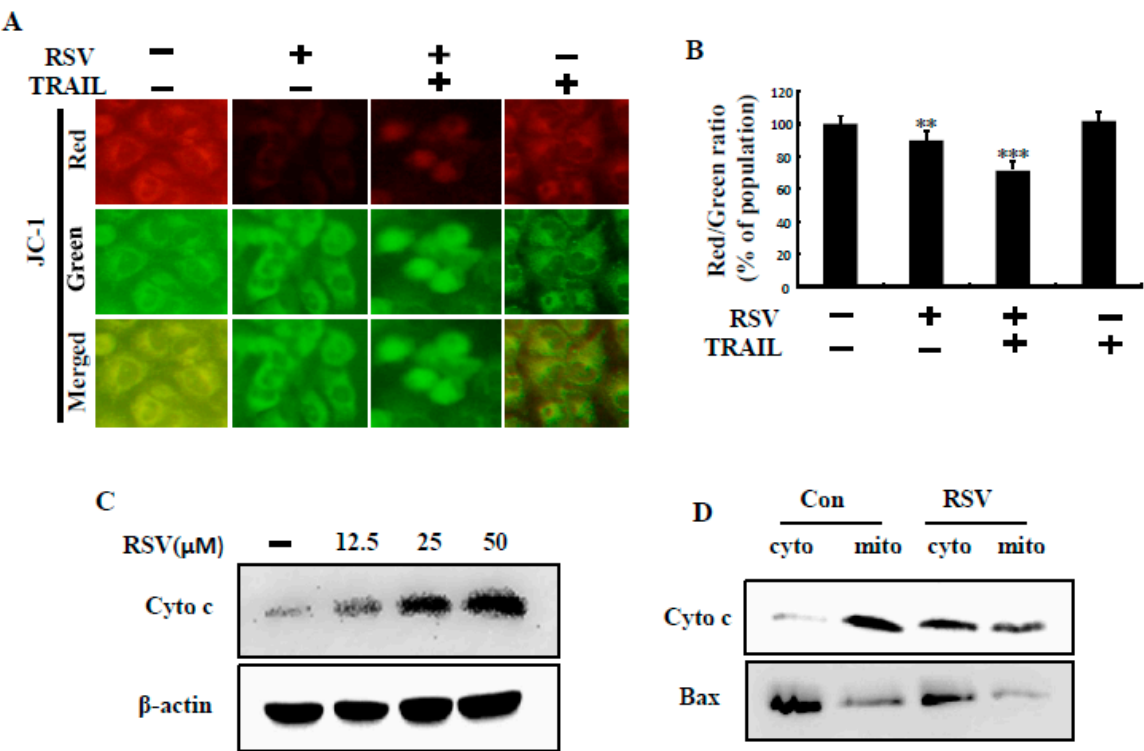 A
RSV − + + −
TRAIL − − + +
JC-1
Red
Green
Merged
B
Red/Green ratio
(% of population)
120
100
80
60
40
20
0
**
***
RSV − + + −
TRAIL − − + +
C
RSV(μM) − 12.5 25 50
Cyto c
β-actin
D
Con RSV
cyto mito cyto mito
Cyto c
Bax